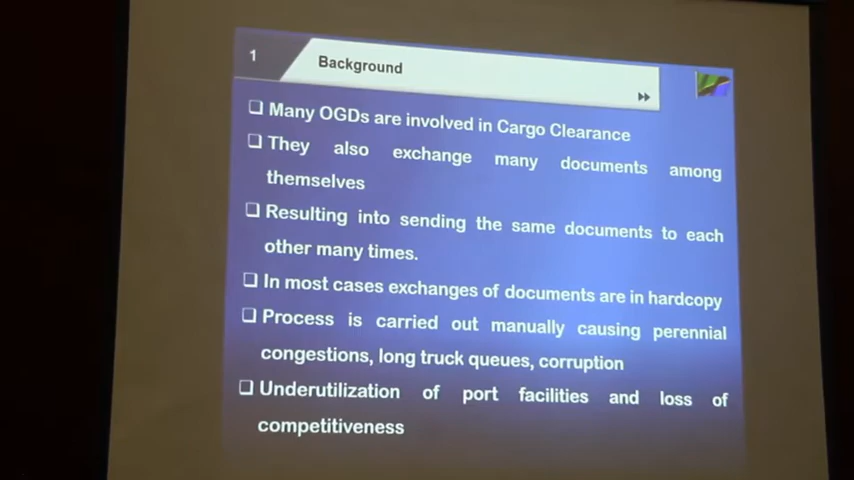 1
Background
❑ Many OGDs are involved in Cargo Clearance
❑ They also exchange many documents among
themselves
❑ Resulting into sending the same documents to each
other many times.
❑ In most cases exchanges of documents are in hardcopy
❑ Process is carried out manually causing perennial
congestions, long truck queues, corruption
❑ Underutilization of port facilities and loss of
competitiveness